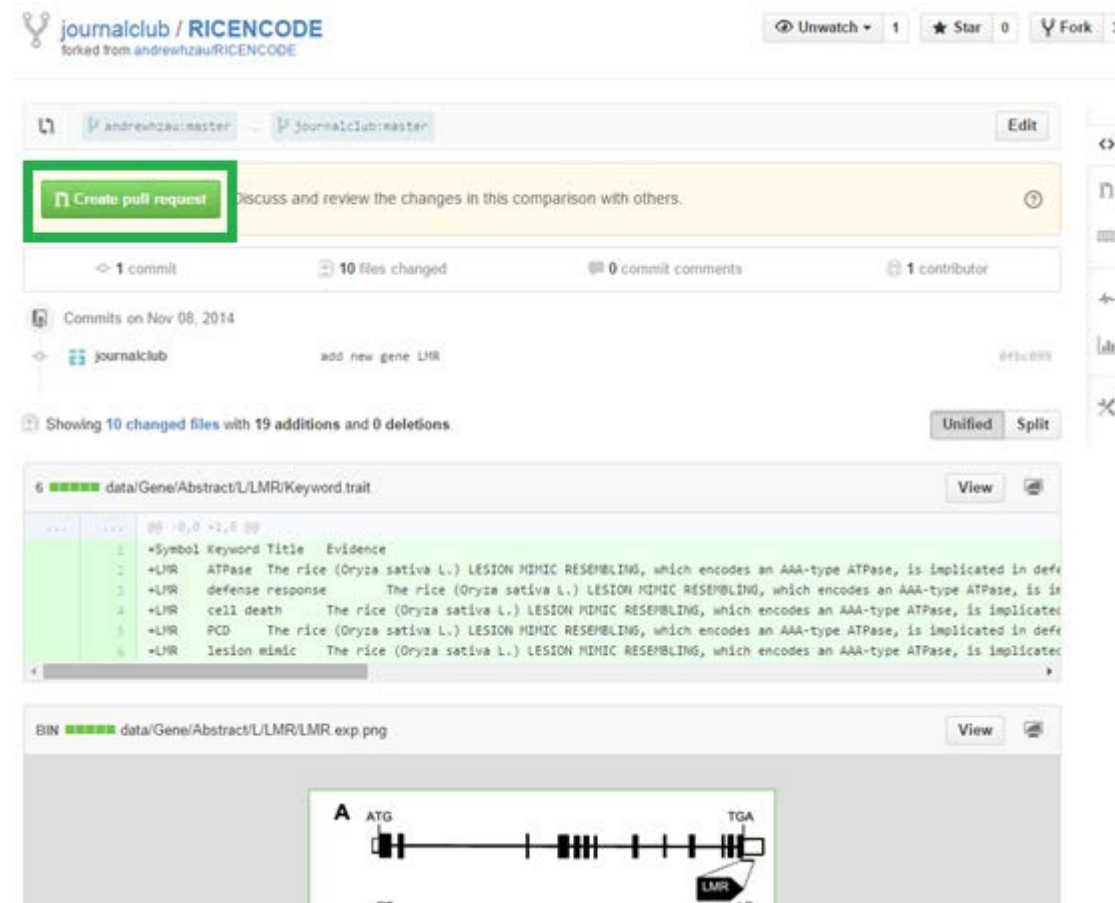 journalclub / RICENCODE
forked from andrewhzau/RICENCODE
Unwatch 1 Star 0 Fork
andrewhzau:master ... journalclub:master Edit
Create pull request Discuss and review the changes in this comparison with others.
1 commit 10 files changed 0 commit comments 1 contributor
Commits on Nov 08, 2014
journalclub add new gene LMR
Showing 10 changed files with 19 additions and 0 deletions. Unified Split
6 data/Gene/Abstract/L/LMR/Keyword.trait View
... ... @@ -0,0 +1,6 @@
1 +Symbol Keyword Title Evidence
2 +LMR ATPase The rice (Oryza sativa L.) LESION MIMIC RESEMBLING, which encodes an AAA-type ATPase, is implicated in defe
3 +LMR defense response The rice (Oryza sativa L.) LESION MIMIC RESEMBLING, which encodes an AAA-type ATPase, is im
4 +LMR cell death The rice (Oryza sativa L.) LESION MIMIC RESEMBLING, which encodes an AAA-type ATPase, is implicated
5 +LMR PCD The rice (Oryza sativa L.) LESION MIMIC RESEMBLING, which encodes an AAA-type ATPase, is implicated in defe
6 +LMR lesion mimic The rice (Oryza sativa L.) LESION MIMIC RESEMBLING, which encodes an AAA-type ATPase, is implicated
BIN data/Gene/Abstract/L/LMR/LMR.exp.png View
A ATG TGA
LMR